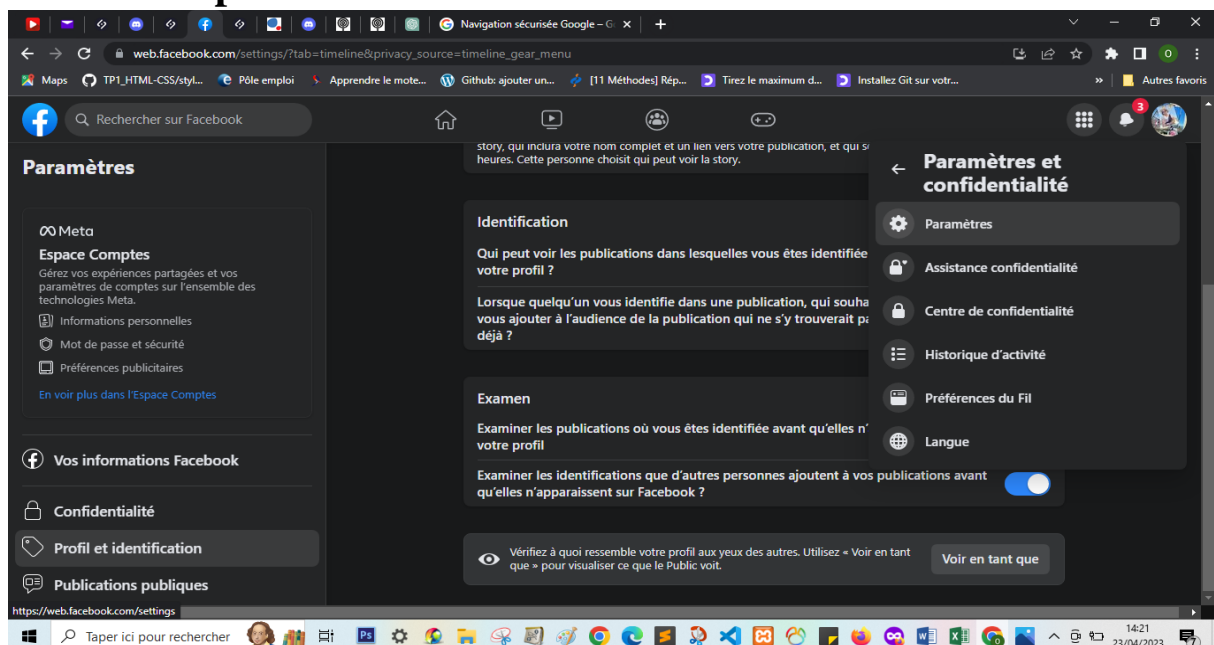 Navigation sécurisée Google – G
web.facebook.com/settings/?tab=timeline&privacy_source=timeline_gear_menu
Maps
TP1_HTML-CSS/styl...
Pôle emploi
Apprendre le mote...
Github: ajouter un...
[11 Méthodes] Rép...
Tirez le maximum d...
Installez Git sur votr...
»
Autres favoris
Rechercher sur Facebook
3
Paramètres
Meta
Espace Comptes
Gérez vos expériences partagées et vos
paramètres de comptes sur l'ensemble des
technologies Meta.
Informations personnelles
Mot de passe et sécurité
Préférences publicitaires
En voir plus dans l'Espace Comptes
Vos informations Facebook
Confidentialité
Profil et identification
Publications publiques
https://web.facebook.com/settings
story, qui inclura votre nom complet et un lien vers votre publication, et qui
heures. Cette personne choisit qui peut voir la story.
Identification
Qui peut voir les publications dans lesquelles vous êtes identifiée
votre profil ?
Lorsque quelqu'un vous identifie dans une publication, qui souha
vous ajouter à l'audience de la publication qui ne s'y trouverait pa
déjà ?
Examen
Examiner les publications où vous êtes identifiée avant qu'elles n'
votre profil
Examiner les identifications que d'autres personnes ajoutent à vos publications avant
qu'elles n'apparaissent sur Facebook ?
Vérifiez à quoi ressemble votre profil aux yeux des autres. Utilisez « Voir en tant
que » pour visualiser ce que le Public voit.
Voir en tant que
Paramètres et
confidentialité
Paramètres
Assistance confidentialité
Centre de confidentialité
Historique d'activité
Préférences du Fil
Langue
Taper ici pour rechercher
14:21
23/04/2023